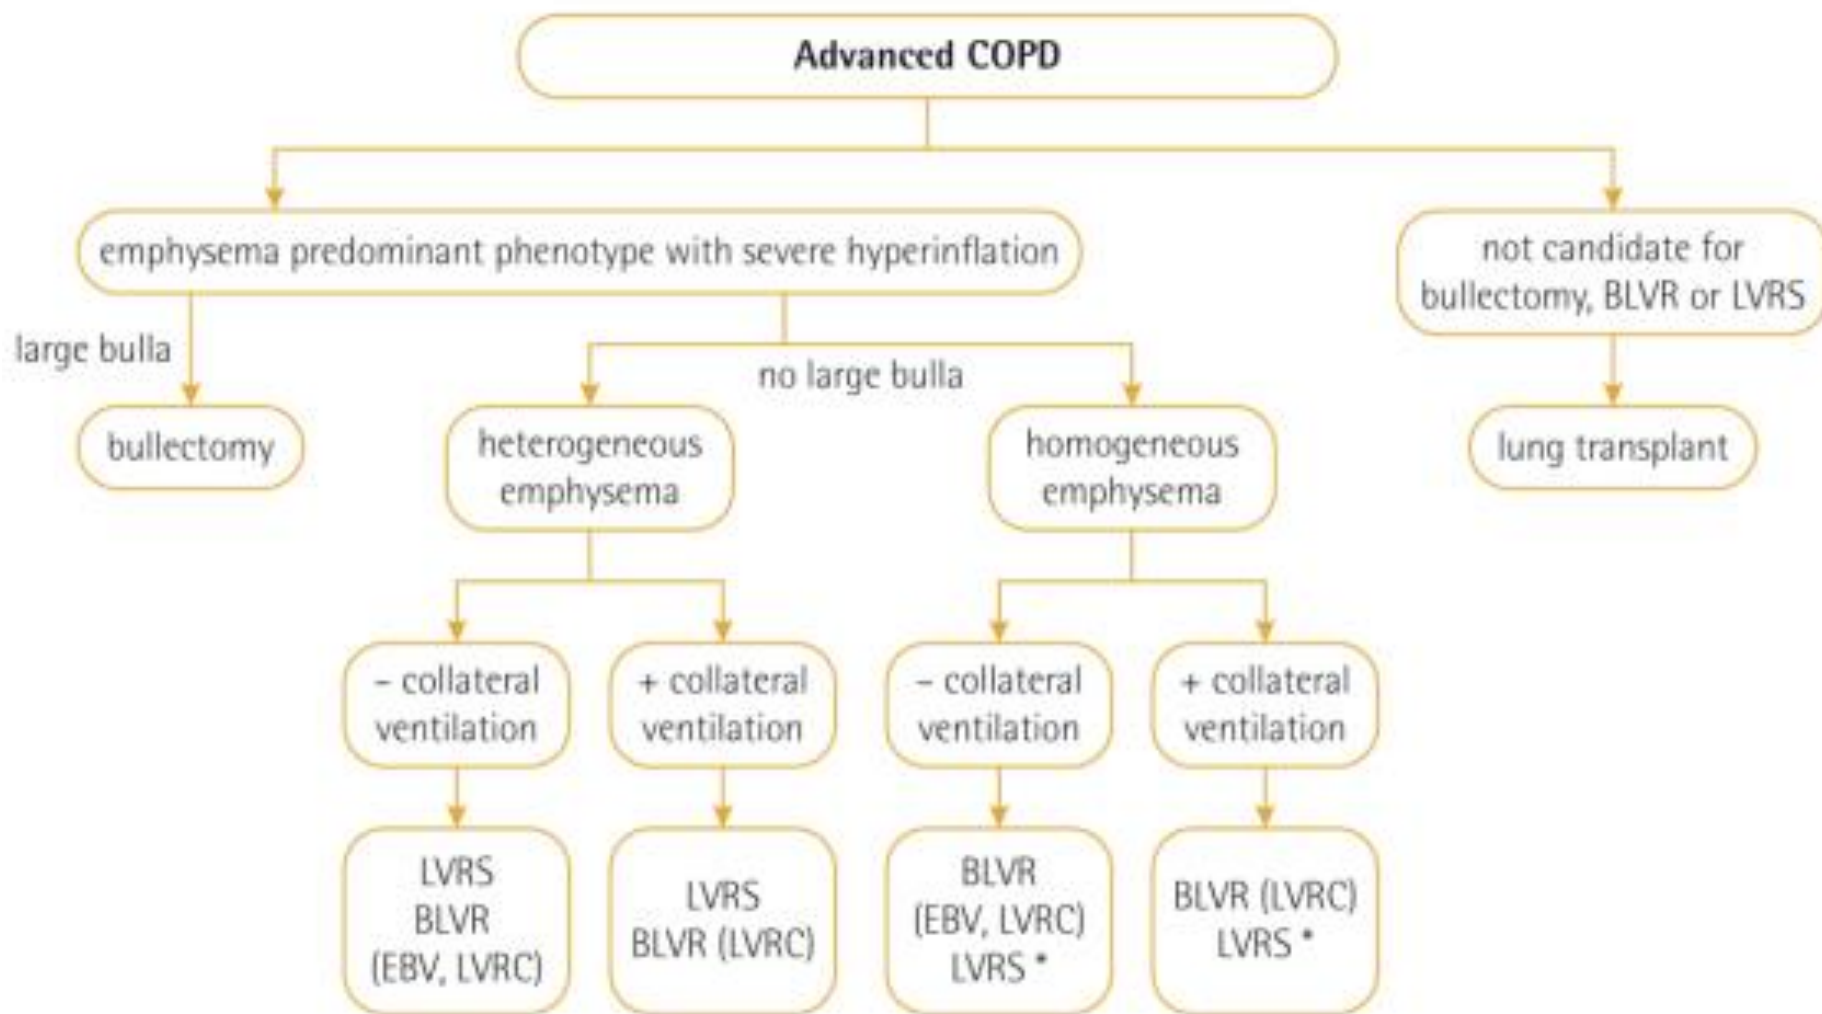 Advanced COPD
emphysema predominant phenotype with severe hyperinflation
not candidate for
bullectomy, BLVR or LVRS
large bulla
no large bulla
bullectomy
heterogeneous
emphysema
homogeneous
emphysema
lung transplant
– collateral
ventilation
+ collateral
ventilation
– collateral
ventilation
+ collateral
ventilation
LVRS
BLVR
(EBV, LVRC)
LVRS
BLVR (LVRC)
BLVR
(EBV, LVRC)
LVRS *
BLVR (LVRC)
LVRS *